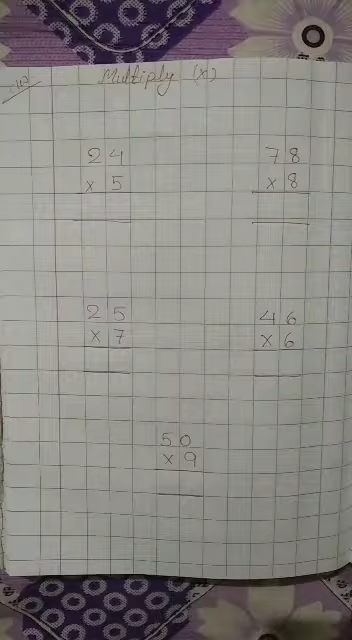 Multiply (x)
24 78
x 5 x 8
25 46
x 7 x 6
50
x 9